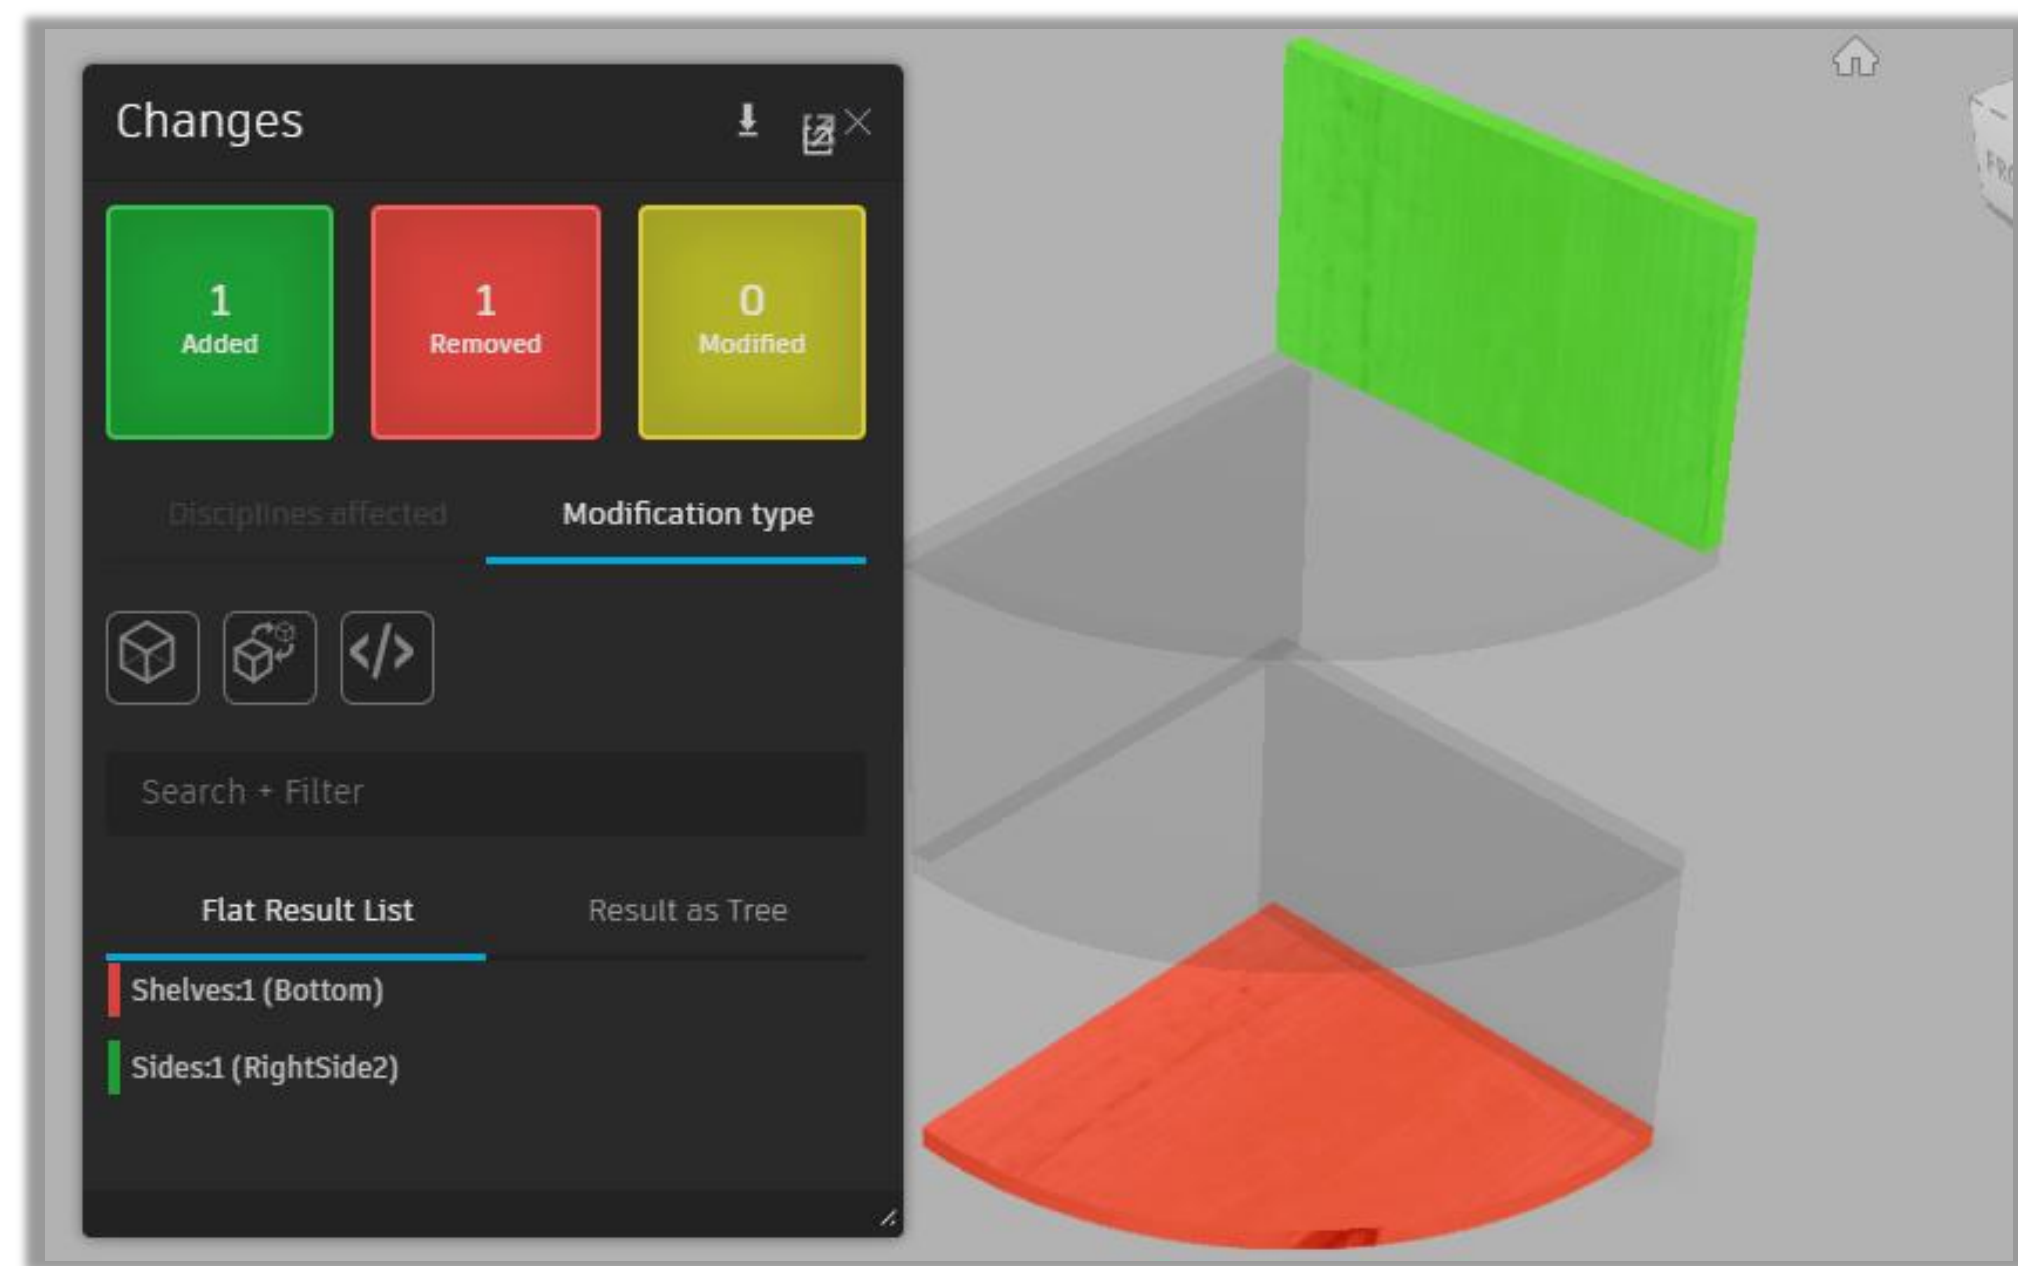 Changes
1
Added
1
Removed
0
Modified
Disciplines affected
Modification type
</>
Search + Filter
Flat Result List
Result as Tree
Shelves:1 (Bottom)
Sides:1 (RightSide2)